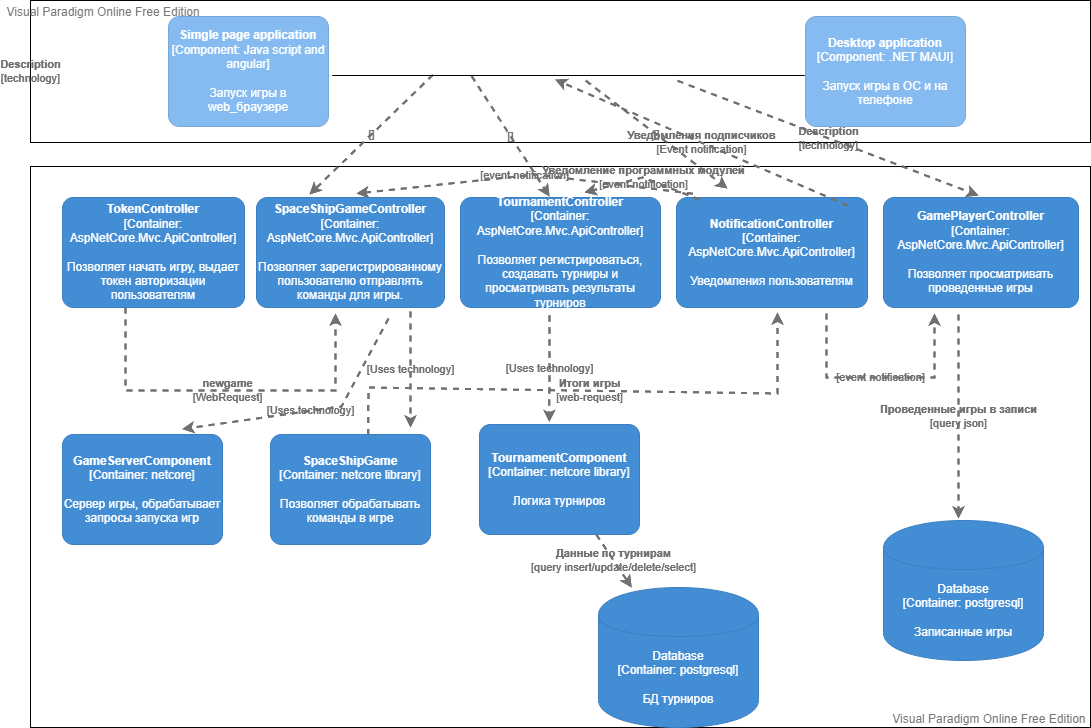 Visual Paradigm Online Free Edition
Simgle page application
[Component: Java script and
angular]
Запуск игры в
web_браузере
Desktop application
[Component: .NET MAUI]
Запуск игры в ОС и на
телефоне
Description
[technology]
[]
[]
[]
Уведомления подписчиков
[Event notification]
Description
[technology]
Уведомление программных модулей
[event notification]
[event notification]
TokenController
[Container:
AspNetCore.Mvc.ApiController]
Позволяет начать игру, выдает
токен авторизации
пользователям
SpaceShipGameController
[Container:
AspNetCore.Mvc.ApiController]
Позволяет зарегистрированному
пользователю отправлять
команды для игры.
TournamentController
[Container:
AspNetCore.Mvc.ApiController]
Позволяет регистрироваться,
создавать турниры и
просматривать результаты
турниров
NotificationController
[Container:
AspNetCore.Mvc.ApiController]
Уведомления пользователям
GamePlayerController
[Container:
AspNetCore.Mvc.ApiController]
Позволяет просматривать
проведенные игры
newgame
[WebRequest]
[Uses technology]
[Uses technology]
[Uses technology]
Итоги игры
[web-request]
[event notification]
Проведенные игры в записи
[query json]
GameServerComponent
[Container: netcore]
Сервер игры, обрабатывает
запросы запуска игр
SpaceShipGame
[Container: netcore library]
Позволяет обрабатывать
команды в игре
TournamentComponent
[Container: netcore library]
Логика турниров
Данные по турнирам
[query insert/update/delete/select]
Database
[Container: postgresql]
БД турниров
Database
[Container: postgresql]
Записанные игры
Visual Paradigm Online Free Edition